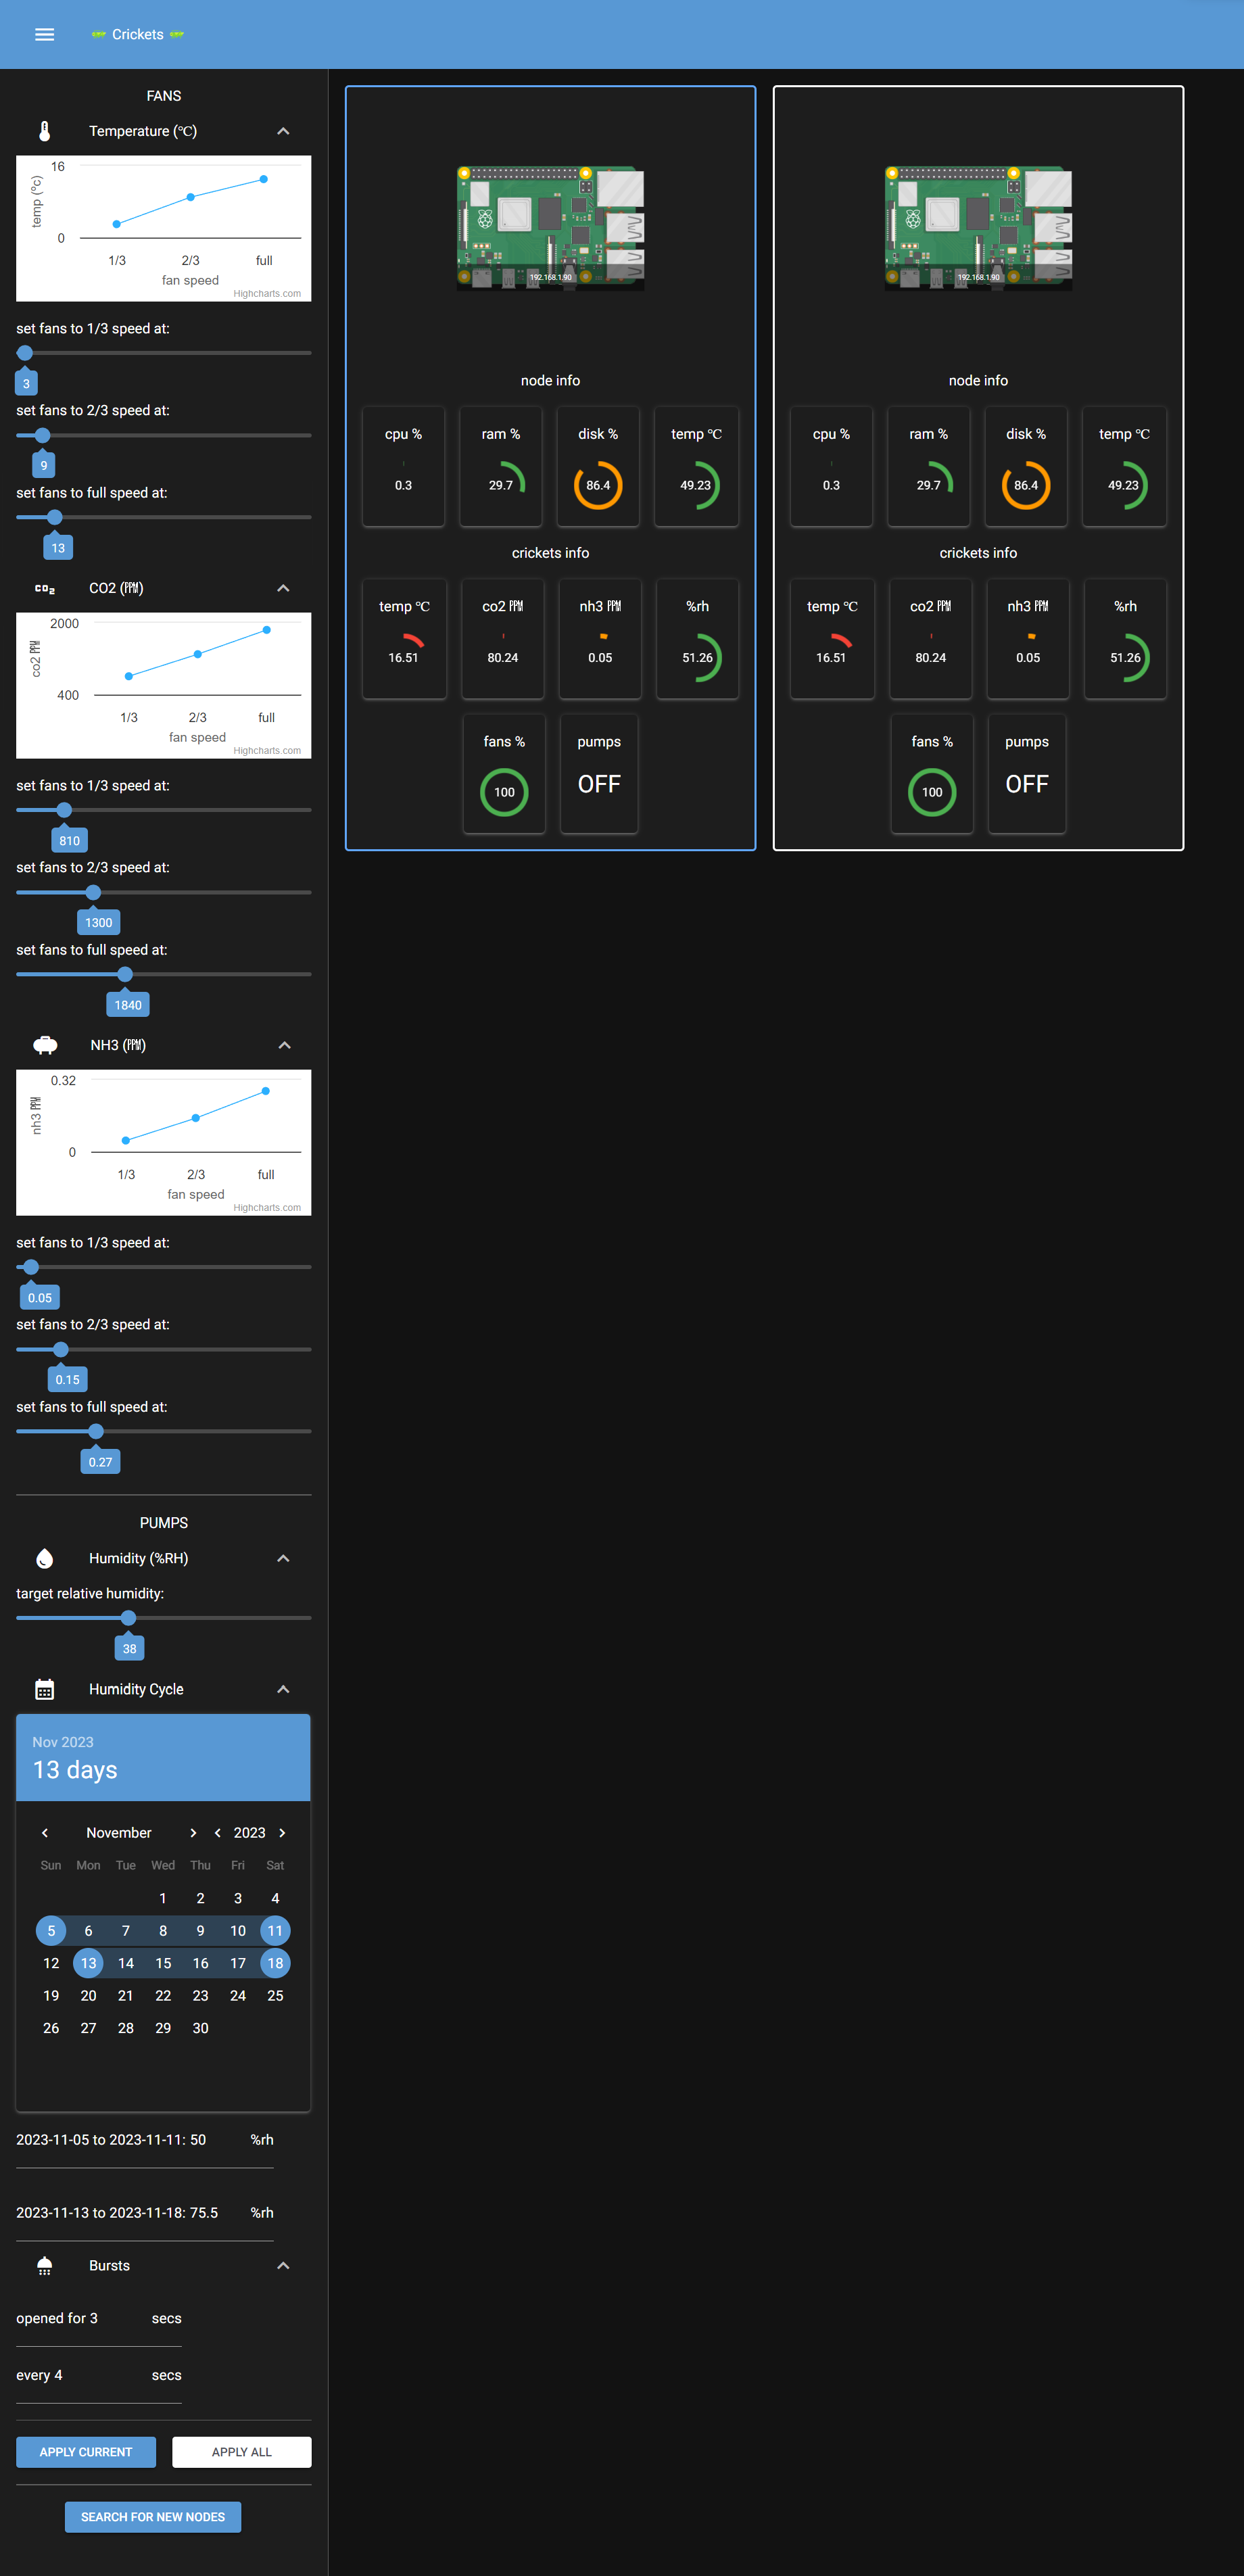 Crickets
FANS
Temperature (℃)
16
temp (ºc)
0
1/3 2/3 full
fan speed
Highcharts.com
set fans to 1/3 speed at:
3
set fans to 2/3 speed at:
9
set fans to full speed at:
13
CO₂ CO2 (㏙)
2000
co2 ㏙
400
1/3 2/3 full
fan speed
Highcharts.com
set fans to 1/3 speed at:
810
set fans to 2/3 speed at:
1300
set fans to full speed at:
1840
NH3 (㏙)
0.32
nh3 ㏙
0
1/3 2/3 full
fan speed
Highcharts.com
set fans to 1/3 speed at:
0.05
set fans to 2/3 speed at:
0.15
set fans to full speed at:
0.27
PUMPS
Humidity (%RH)
target relative humidity:
38
Humidity Cycle
Nov 2023
13 days
November 2023
Sun Mon Tue Wed Thu Fri Sat
1 2 3 4
5 6 7 8 9 10 11
12 13 14 15 16 17 18
19 20 21 22 23 24 25
26 27 28 29 30
2023-11-05 to 2023-11-11: 50 %rh
2023-11-13 to 2023-11-18: 75.5 %rh
Bursts
opened for 3 secs
every 4 secs
APPLY CURRENT APPLY ALL
SEARCH FOR NEW NODES
192.168.1.90
node info
cpu % ram % disk % temp ℃
0.3 29.7 86.4 49.23
crickets info
temp ℃ co2 ㏙ nh3 ㏙ %rh
16.51 80.24 0.05 51.26
fans % pumps
100 OFF
192.168.1.90
node info
cpu % ram % disk % temp ℃
0.3 29.7 86.4 49.23
crickets info
temp ℃ co2 ㏙ nh3 ㏙ %rh
16.51 80.24 0.05 51.26
fans % pumps
100 OFF